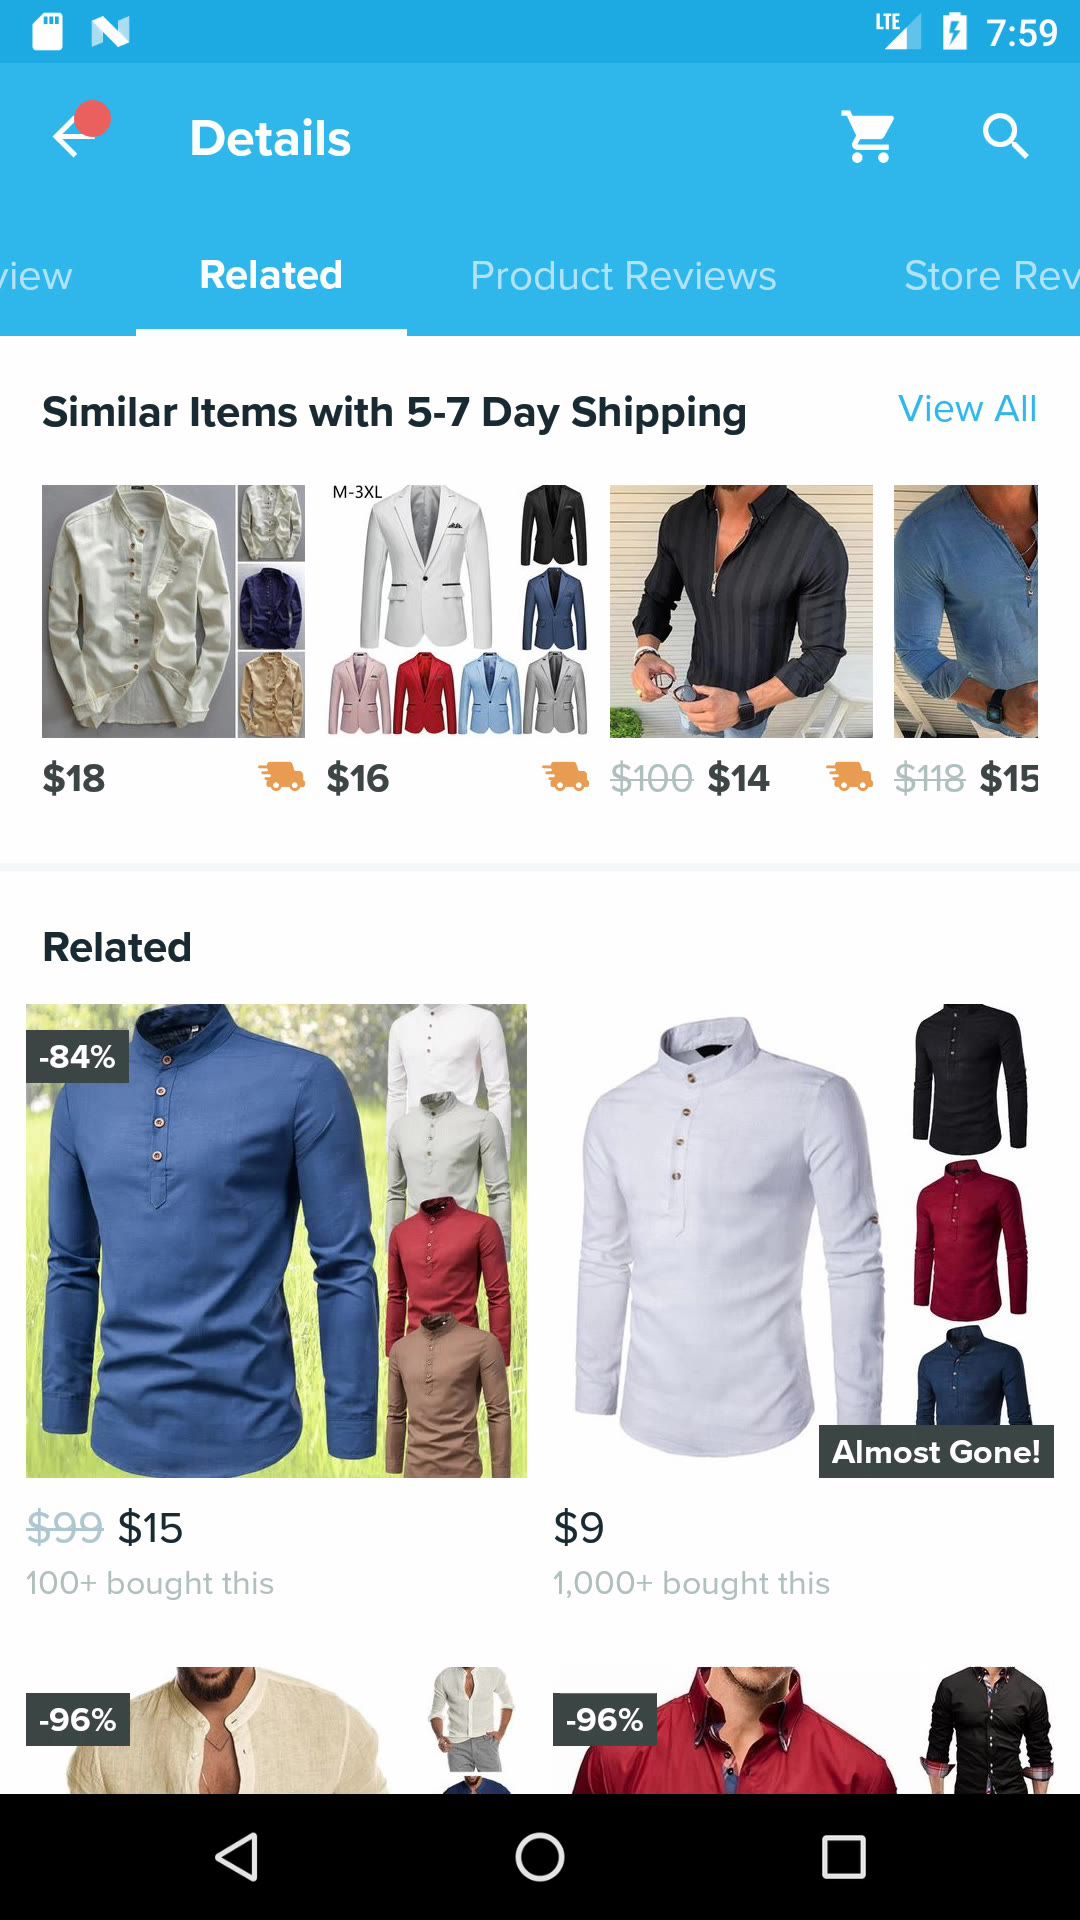 LTE 7:59
Details
view Related Product Reviews Store Rev
Similar Items with 5-7 Day Shipping View All
M-3XL
$18 $16 $100 $14 $118 $15
Related
-84%
Almost Gone!
$99 $15 $9
100+ bought this 1,000+ bought this
-96% -96%